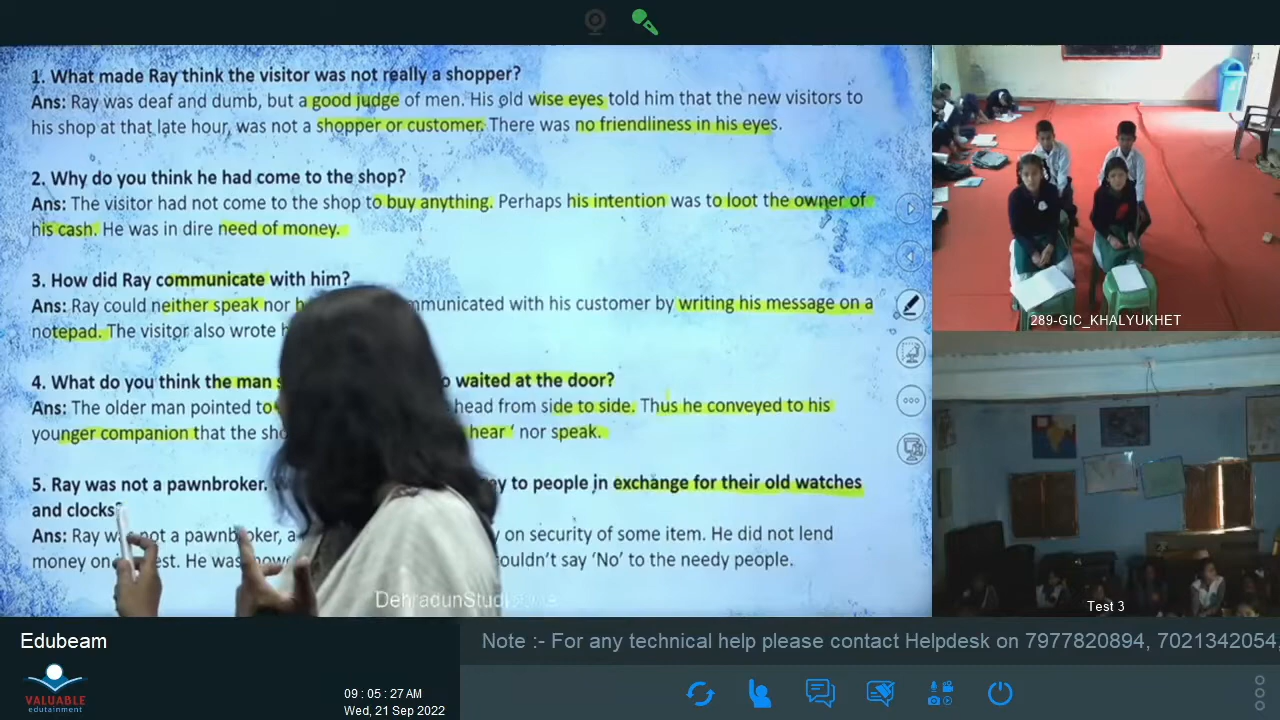 1. What made Ray think the visitor was not really a shopper?
Ans: Ray was deaf and dumb, but a good judge of men. His old wise eyes told him that the new visitors to
his shop at that late hour, was not a shopper or customer. There was no friendliness in his eyes.
2. Why do you think he had come to the shop?
Ans: The visitor had not come to the shop to buy anything. Perhaps his intention was to loot the owner of
his cash. He was in dire need of money.
3. How did Ray communicate with him?
Ans: Ray could neither speak nor mmunicated with his customer by writing his message on a
notepad. The visitor also wrote
4. What do you think the man waited at the door?
Ans: The older man pointed to head from side to side. Thus he conveyed to his
younger companion that the sho hear ‘ nor speak.
5. Ray was not a pawnbroker. to people in exchange for their old watches
and clocks?
Ans: Ray not a pawnbroker, on security of some item. He did not lend
money on est. He was uldn’t say ‘No’ to the needy people.
DehradunStudi
289-GIC_KHALYUKHET
Test 3
Edubeam
Note :- For any technical help please contact Helpdesk on 7977820894, 7021342054,
VALUABLE
edutainment
09 : 05 : 27 AM
Wed, 21 Sep 2022